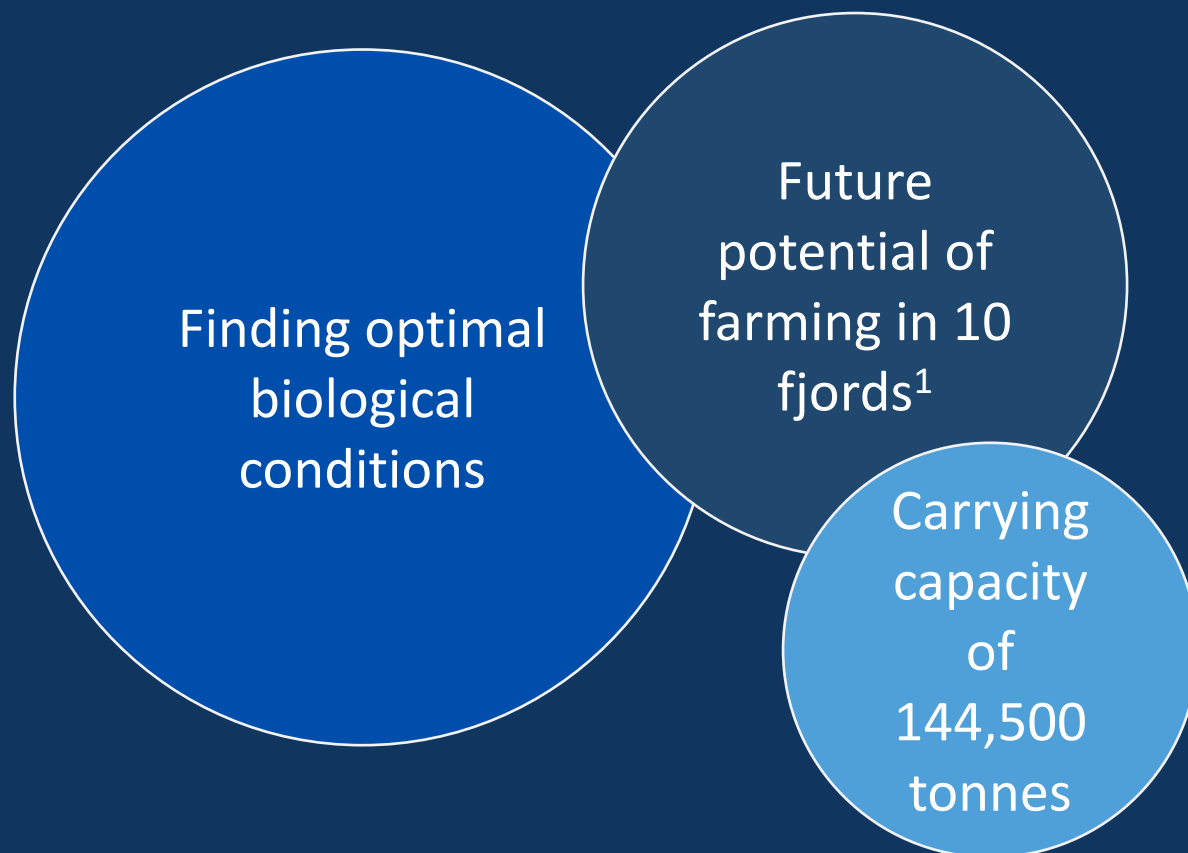 Finding optimal
biological
conditions
Future
potential of
farming in 10
fjords¹
Carrying
capacity
of
144,500
tonnes